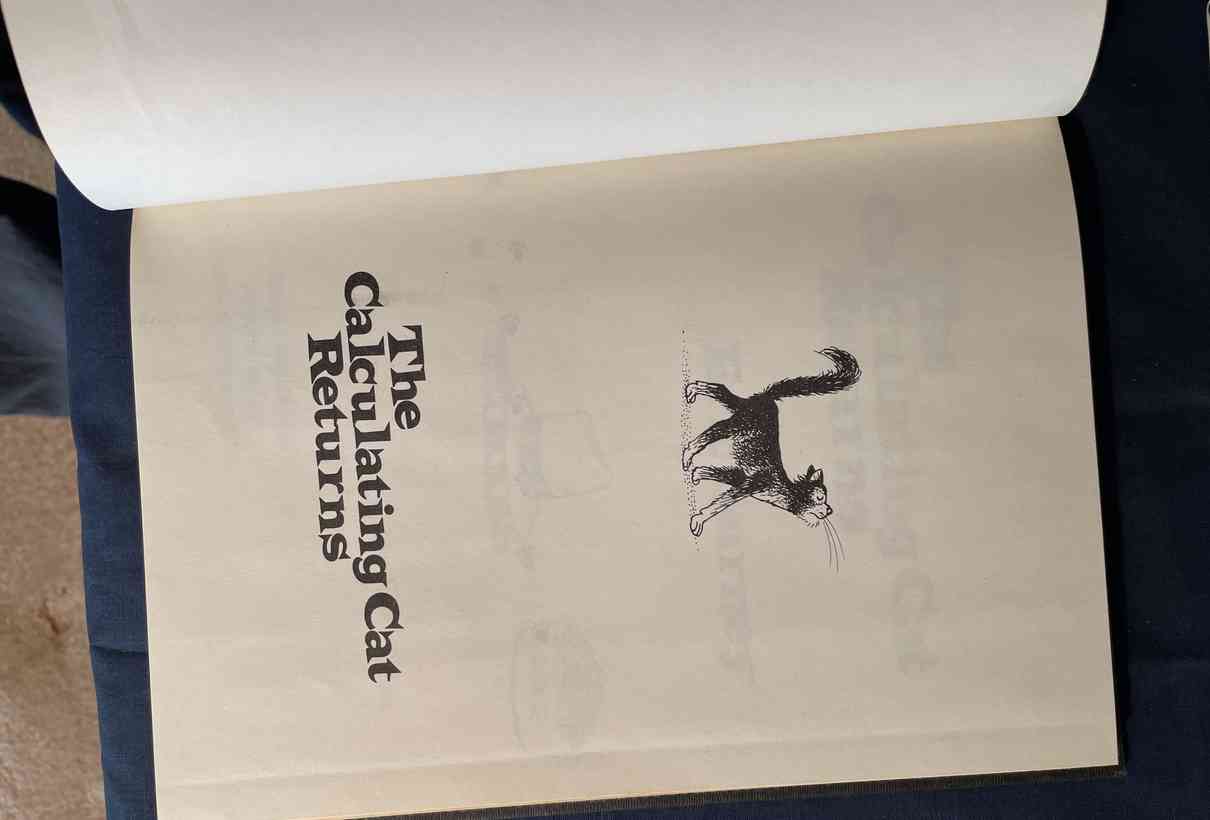 The
Calculating Cat
Returns